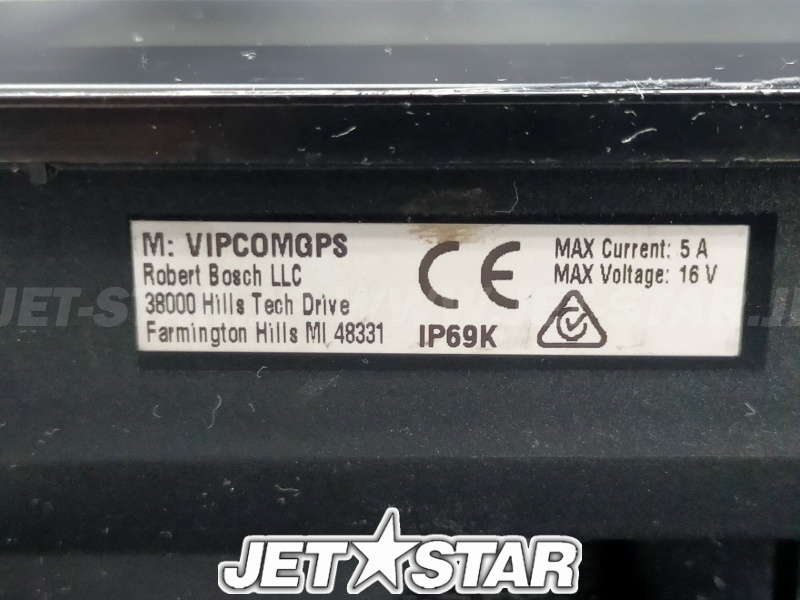 M: VIPCOMGPS
Robert Bosch LLC
38000 Hills Tech Drive
Farmington Hills MI 48331
CE
IP69K
MAX Current: 5 A
MAX Voltage: 16 V
JET★STAR